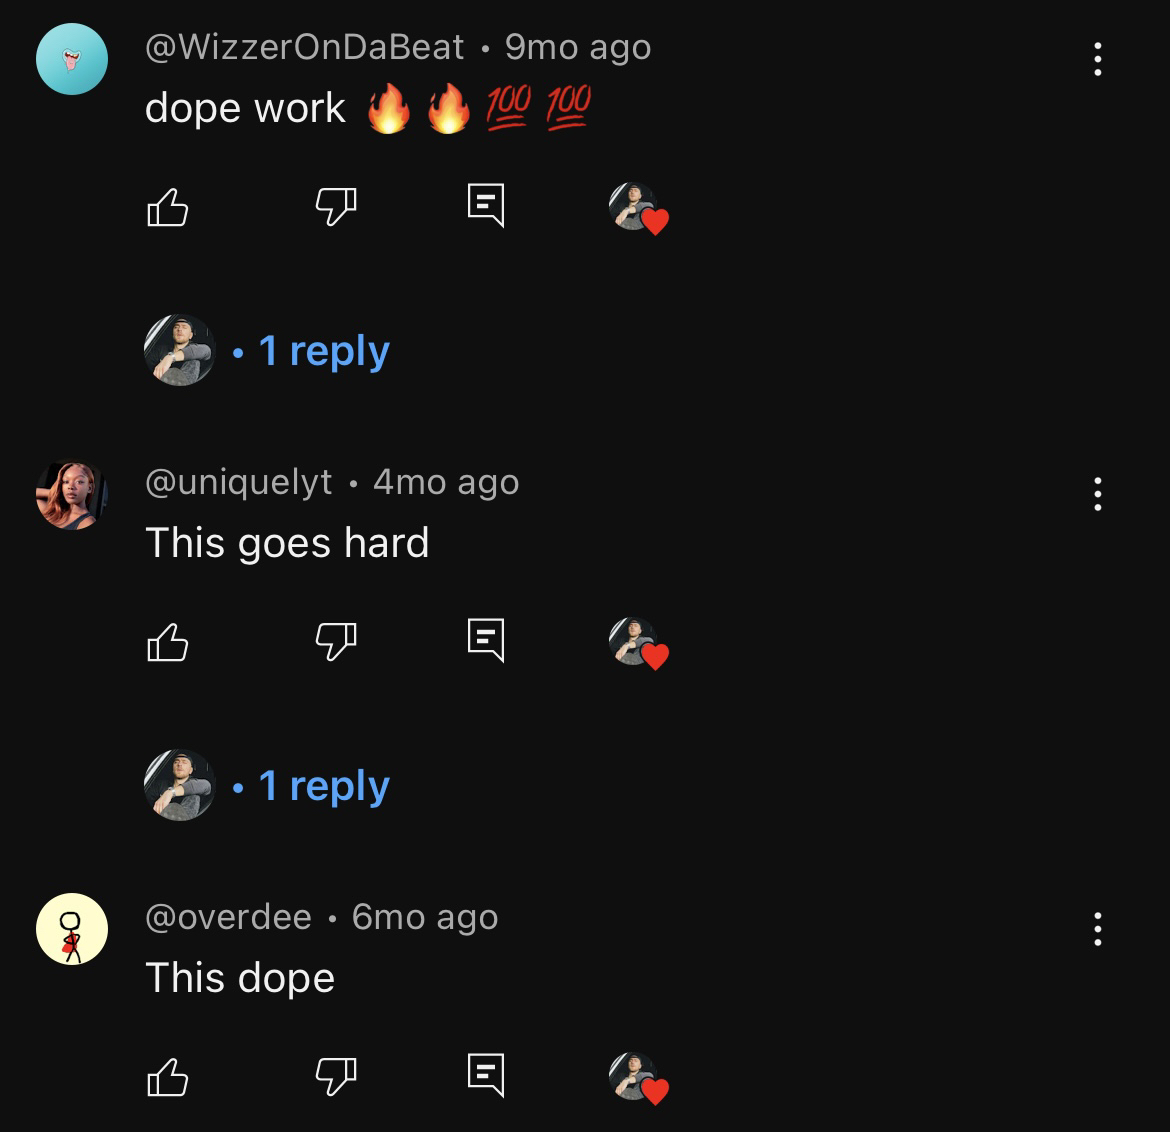 @WizzerOnDaBeat • 9mo ago
dope work 🔥 🔥 💯 💯
• 1 reply
@uniquelyt • 4mo ago
This goes hard
• 1 reply
@overdee • 6mo ago
This dope